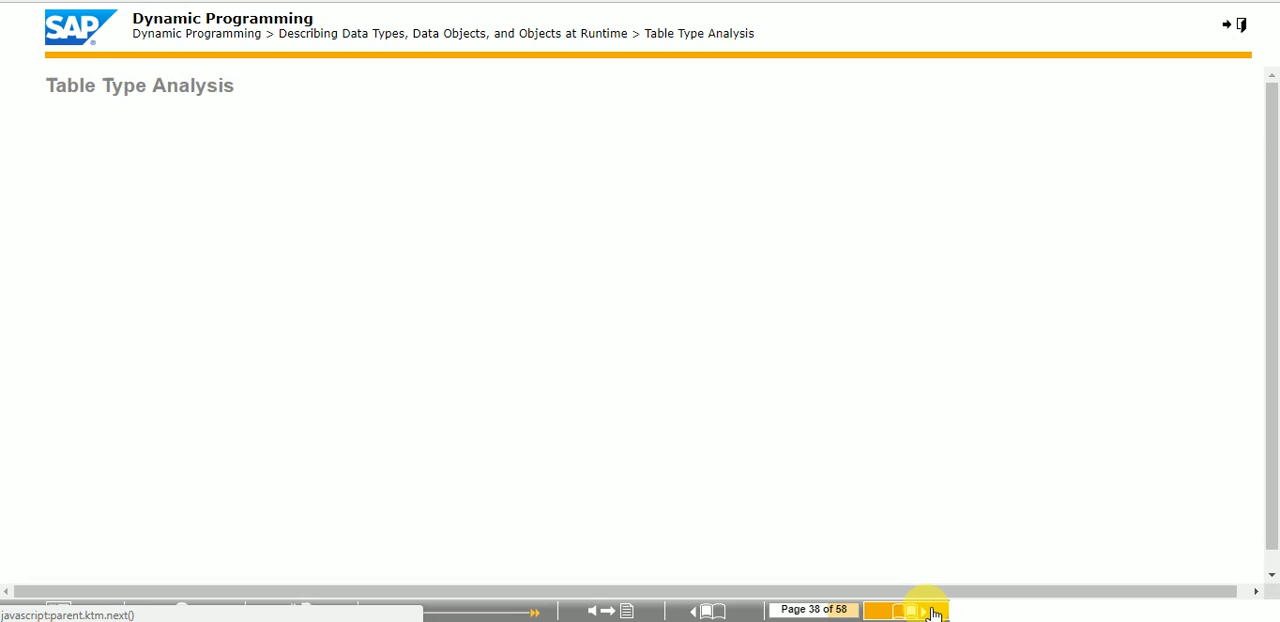 SAP
Dynamic Programming
Dynamic Programming > Describing Data Types, Data Objects, and Objects at Runtime > Table Type Analysis
Table Type Analysis
Page 38 of 58
javascript:parent.ktm.next()